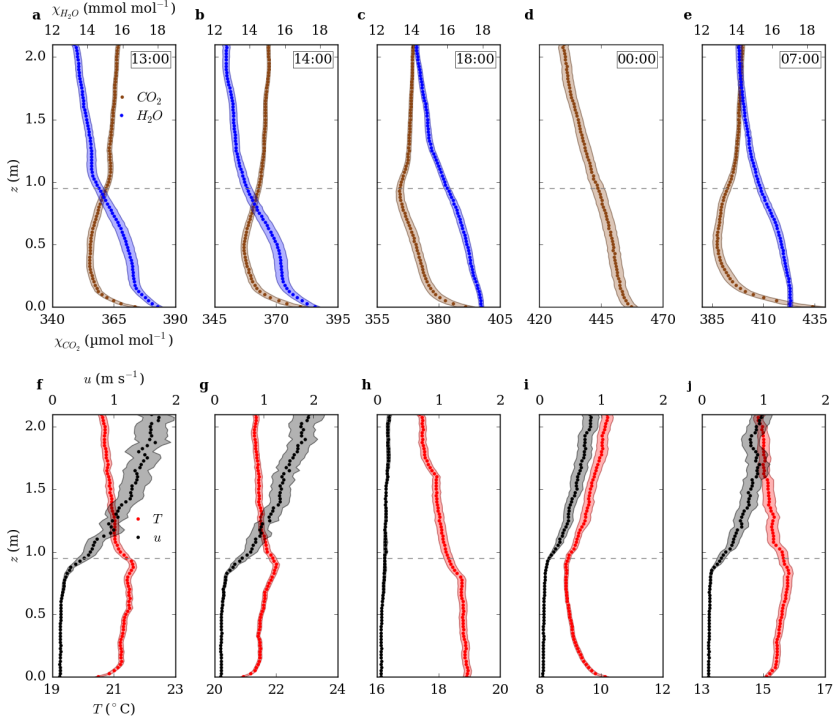 a χH₂O (mmol mol⁻¹) b c d e
12 14 16 18 12 14 16 18 12 14 16 18 12 14 16 18
13:00 14:00 18:00 00:00 07:00
2.0
CO₂
H₂O
1.5
z (m)
1.0
0.5
0.0
340 365 390 345 370 395 355 380 405 420 445 470 385 410 435
χCO₂ (μmol mol⁻¹)
f u (m s⁻¹) g h i j
0 1 2 0 1 2 0 1 2 0 1 2 0 1 2
2.0
1.5
T
u
z (m)
1.0
0.5
0.0
19 21 23 20 22 24 16 18 20 8 10 12 13 15 17
T (°C)